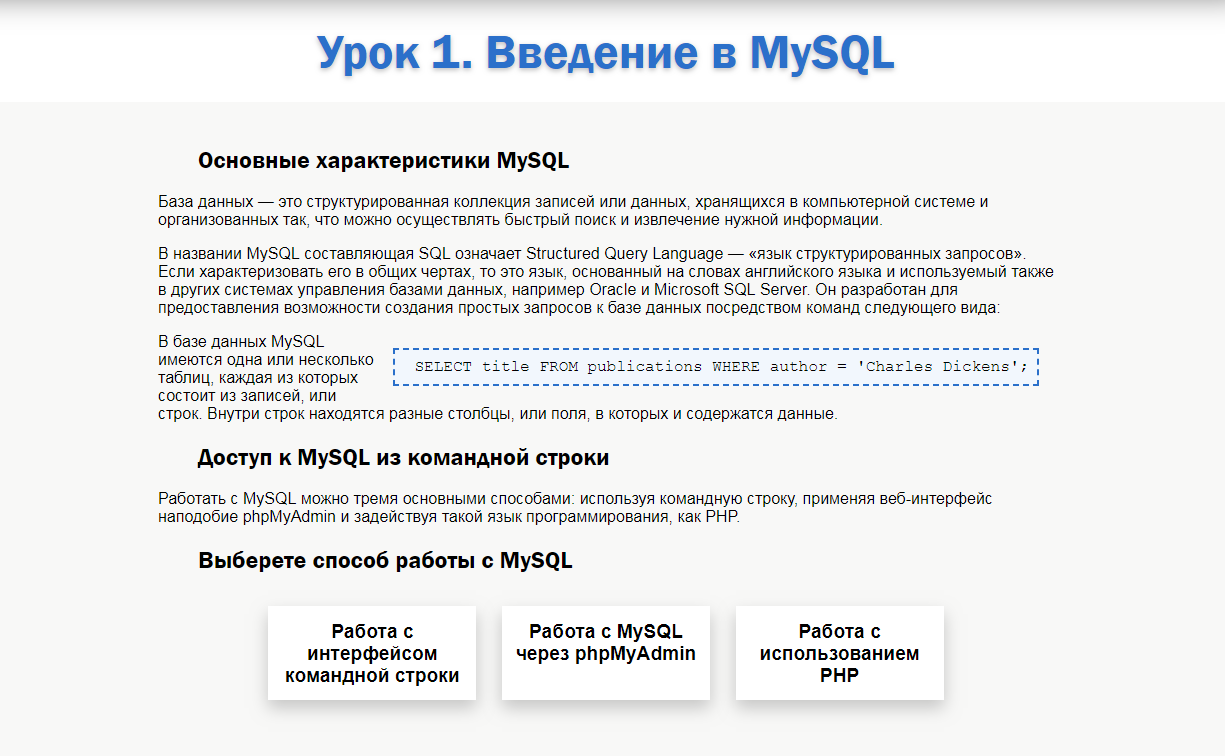 Урок 1. Введение в MySQL
Основные характеристики MySQL
База данных — это структурированная коллекция записей или данных, хранящихся в компьютерной системе и
организованных так, что можно осуществлять быстрый поиск и извлечение нужной информации.
В названии MySQL составляющая SQL означает Structured Query Language — «язык структурированных запросов».
Если характеризовать его в общих чертах, то это язык, основанный на словах английского языка и используемый также
в других системах управления базами данных, например Oracle и Microsoft SQL Server. Он разработан для
предоставления возможности создания простых запросов к базе данных посредством команд следующего вида:
SELECT title FROM publications WHERE author = 'Charles Dickens';
В базе данных MySQL
имеются одна или несколько
таблиц, каждая из которых
состоит из записей, или
строк. Внутри строк находятся разные столбцы, или поля, в которых и содержатся данные.
Доступ к MySQL из командной строки
Работать с MySQL можно тремя основными способами: используя командную строку, применяя веб-интерфейс
наподобие phpMyAdmin и задействуя такой язык программирования, как PHP.
Выберете способ работы с MySQL
Работа с
интерфейсом
командной строки
Работа с MySQL
через phpMyAdmin
Работа с
использованием
PHP